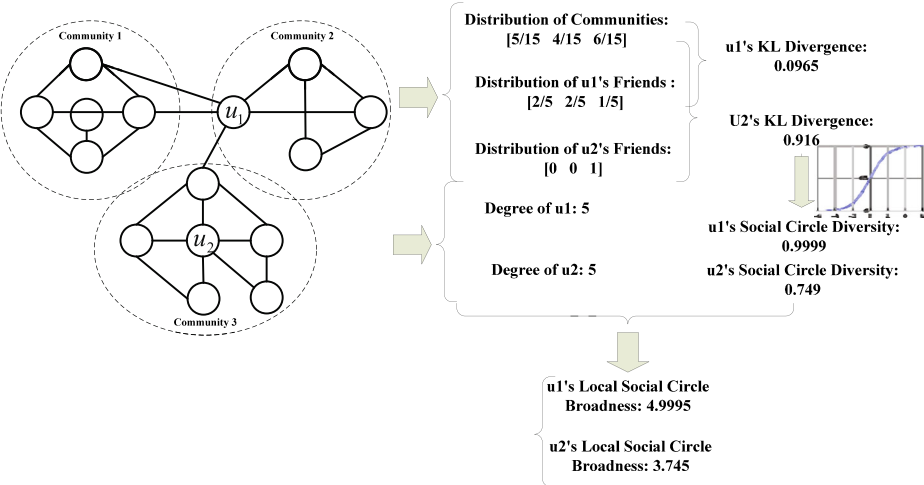 Community 1
Community 2
u1
u2
Community 3
Distribution of Communities:
[5/15 4/15 6/15]
Distribution of u1's Friends :
[2/5 2/5 1/5]
Distribution of u2's Friends:
[0 0 1]
u1's KL Divergence:
0.0965
U2's KL Divergence:
0.916
Degree of u1: 5
Degree of u2: 5
u1's Social Circle Diversity:
0.9999
u2's Social Circle Diversity:
0.749
u1's Local Social Circle
Broadness: 4.9995
u2's Local Social Circle
Broadness: 3.745